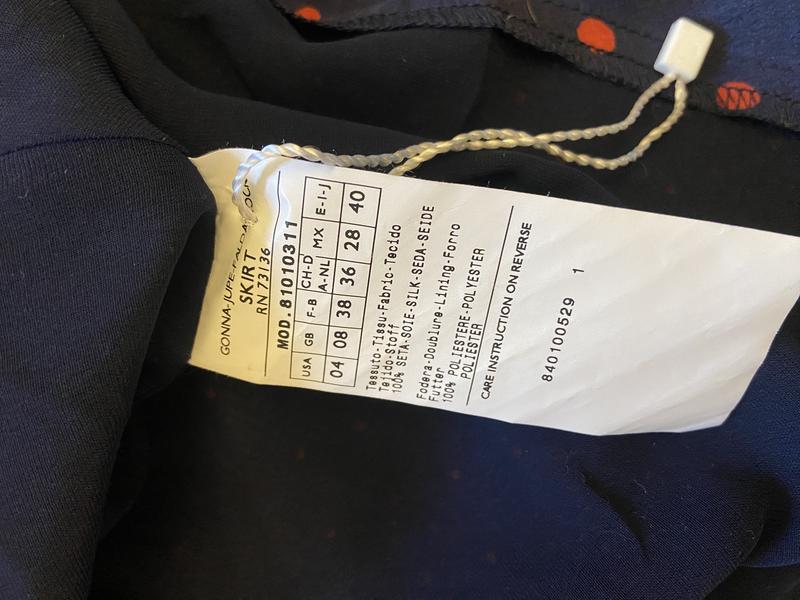 GONNA-JUPE-FALDA
SKIRT
RN 73136
MOD. 81010311
USA GB F-B CH-D MX E-I-J
A-NL
04 08 38 36 28 40
Tessuto-Tissu-Fabric-Tecido
Tejido-Stoff
100% SETA-SOIE-SILK-SEDA-SEIDE
Fodera-Doublure-Lining-Forro
Futter
100% POLIESTERE-POLYESTER
POLIESTER
CARE INSTRUCTION ON REVERSE
840100529 1